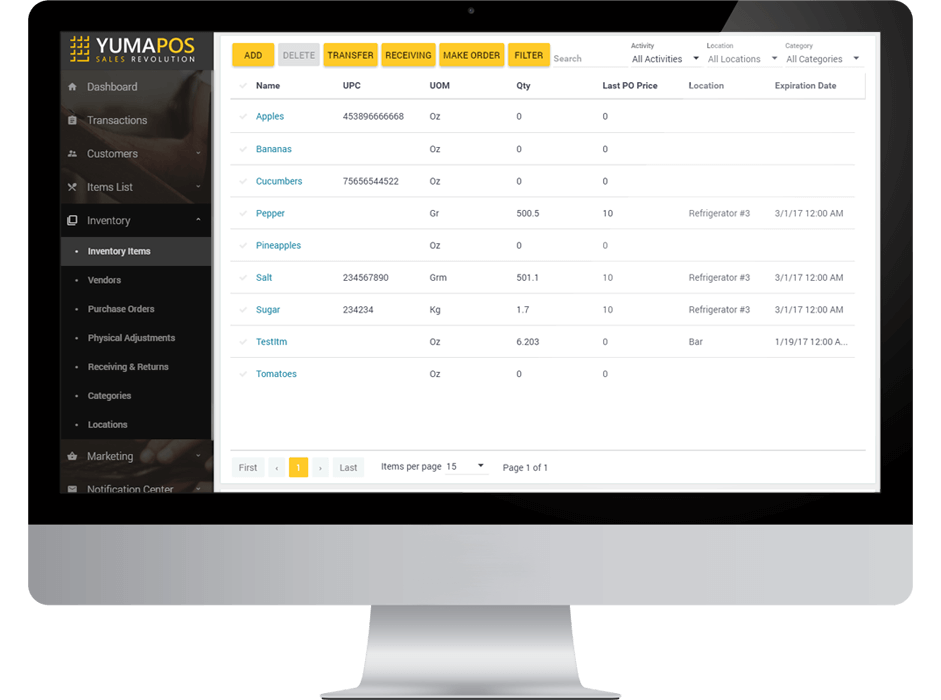 YUMAPOS
SALES REVOLUTION
Dashboard
Transactions
Customers
Items List
Inventory
Inventory Items
Vendors
Purchase Orders
Physical Adjustments
Receiving & Returns
Categories
Locations
Marketing
Notification Center
ADD DELETE TRANSFER RECEIVING MAKE ORDER FILTER Search
Activity Location Category
All Activities All Locations All Categories
Name UPC UOM Qty Last PO Price Location Expiration Date
Apples 453896666668 Oz 0 0
Bananas Oz 0 0
Cucumbers 75656544522 Oz 0 0
Pepper Gr 500.5 10 Refrigerator #3 3/1/17 12:00 AM
Pineapples Oz 0 0
Salt 234567890 Grm 501.1 10 Refrigerator #3 3/1/17 12:00 AM
Sugar 234234 Kg 1.7 10 Refrigerator #3 3/1/17 12:00 AM
TestItm Oz 6.203 0 Bar 1/19/17 12:00 A...
Tomatoes Oz 0 0
First ‹ 1 › Last Items per page 15 Page 1 of 1